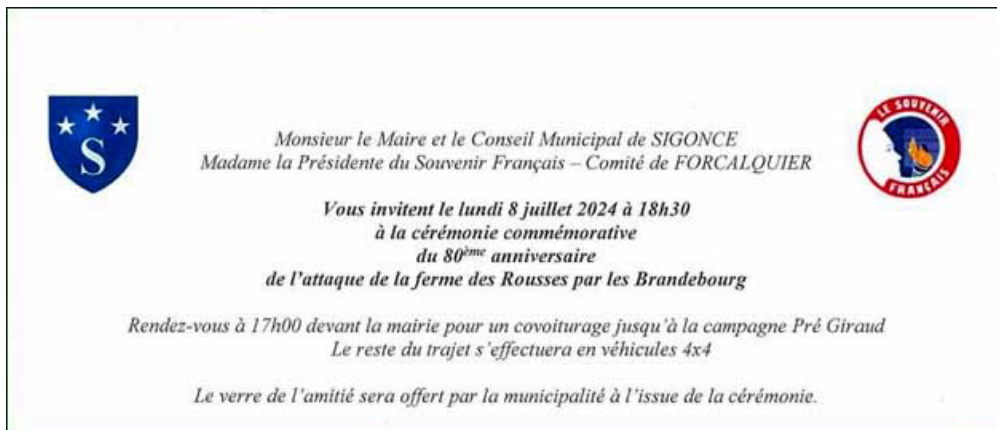 S
LE SOUVENIR
FRANÇAIS
Monsieur le Maire et le Conseil Municipal de SIGONCE
Madame la Présidente du Souvenir Français – Comité de FORCALQUIER
Vous invitent le lundi 8 juillet 2024 à 18h30
à la cérémonie commémorative
du 80ème anniversaire
de l'attaque de la ferme des Rousses par les Brandebourg
Rendez-vous à 17h00 devant la mairie pour un covoiturage jusqu'à la campagne Pré Giraud
Le reste du trajet s'effectuera en véhicules 4x4
Le verre de l'amitié sera offert par la municipalité à l'issue de la cérémonie.